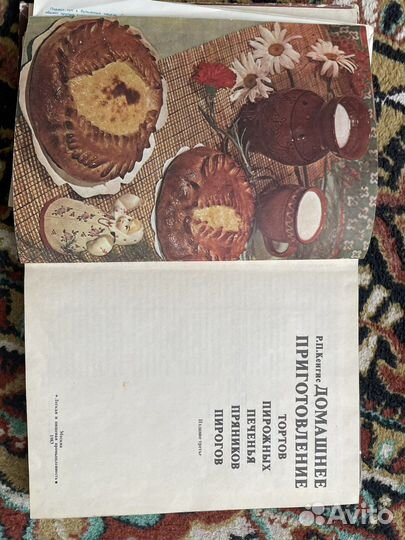 Р.П.Кенгис
ДОМАШНЕЕ
ПРИГОТОВЛЕНИЕ
ТОРТОВ
ПИРОЖНЫХ
ПЕЧЕНЬЯ
ПРЯНИКОВ
ПИРОГОВ
Издание третье
Москва
«Легкая и пищевая промышленность»
1983
Avito